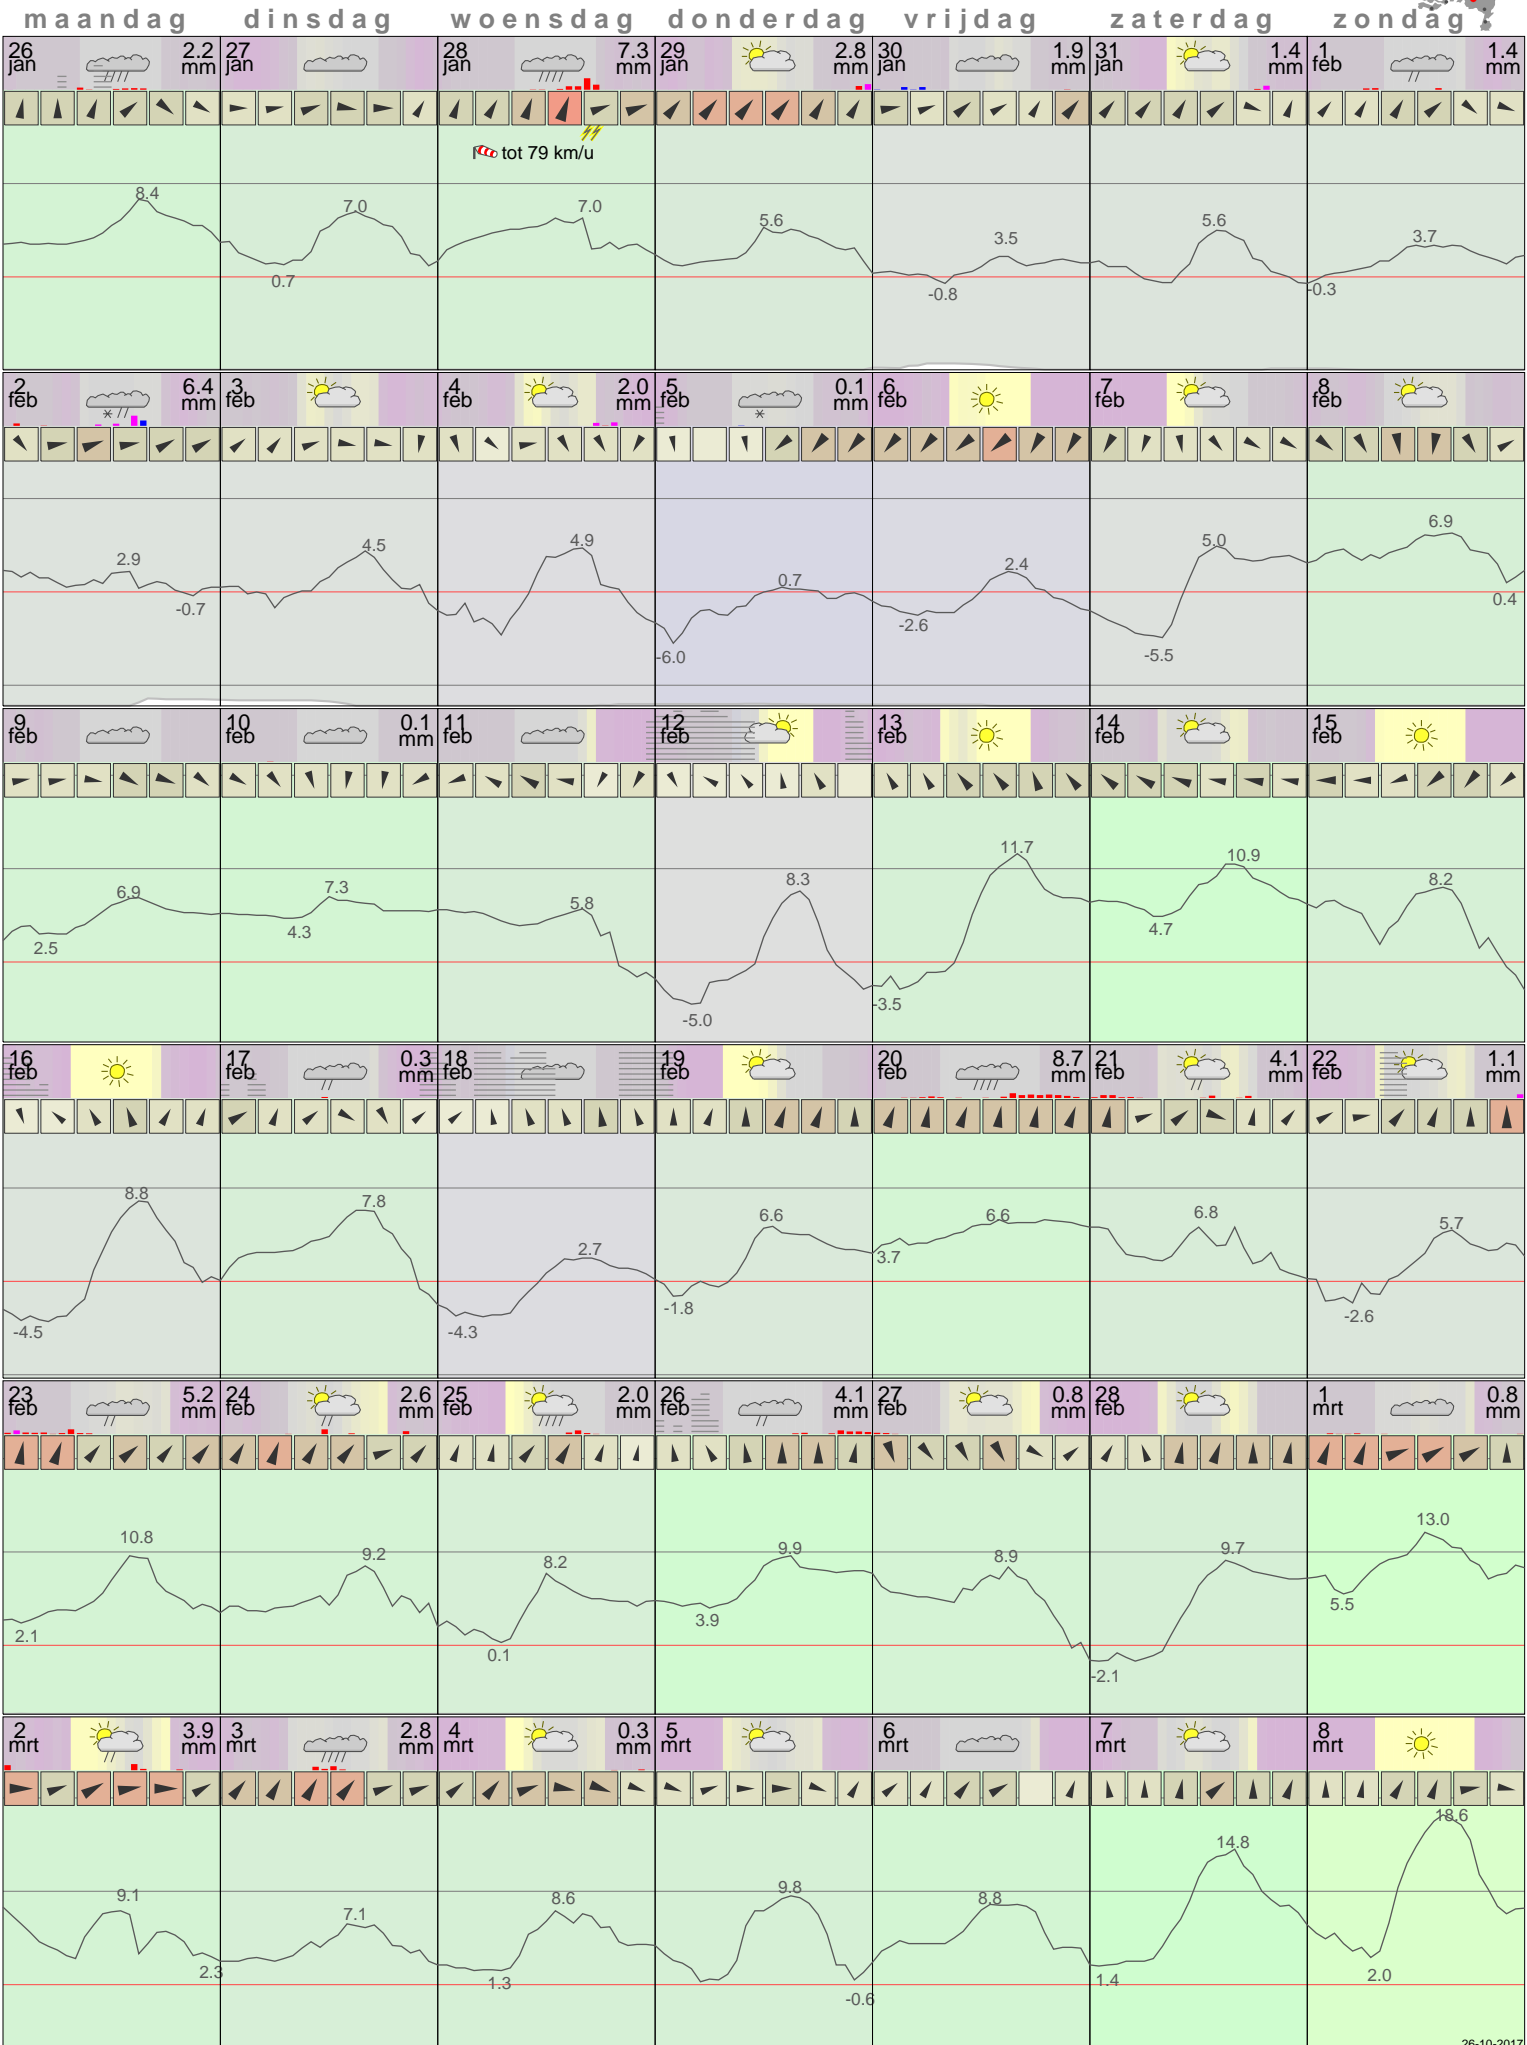 maandag dinsdag woensdag donderdag vrijdag zaterdag zondag
26 jan 2.2 mm 27 jan 28 jan 7.3 mm 29 jan 2.8 mm 30 jan 1.9 mm 31 jan 1.4 mm 1 feb 1.4 mm
tot 79 km/u
8.4 0.7 7.0 7.0 5.6 -0.8 3.5 5.6 -0.3 3.7
2 feb 6.4 mm 3 feb 4 feb 2.0 mm 5 feb 0.1 mm 6 feb 7 feb 8 feb
2.9 -0.7 4.5 4.9 -6.0 0.7 -2.6 2.4 -5.5 5.0 6.9 0.4
9 feb 10 feb 0.1 mm 11 feb 12 feb 13 feb 14 feb 15 feb
2.5 6.9 4.3 7.3 5.8 -5.0 8.3 -3.5 11.7 4.7 10.9 8.2
16 feb 17 feb 0.3 mm 18 feb 19 feb 20 feb 8.7 mm 21 feb 4.1 mm 22 feb 1.1 mm
-4.5 8.8 7.8 -4.3 2.7 -1.8 6.6 3.7 6.6 6.8 -2.6 5.7
23 feb 5.2 mm 24 feb 2.6 mm 25 feb 2.0 mm 26 feb 4.1 mm 27 feb 0.8 mm 28 feb 1 mrt 0.8 mm
2.1 10.8 9.2 0.1 8.2 3.9 9.9 8.9 -2.1 9.7 5.5 13.0
2 mrt 3.9 mm 3 mrt 2.8 mm 4 mrt 0.3 mm 5 mrt 6 mrt 7 mrt 8 mrt
9.1 2.3 7.1 1.3 8.6 9.8 -0.6 8.8 1.4 14.8 2.0 18.6
26-10-2017